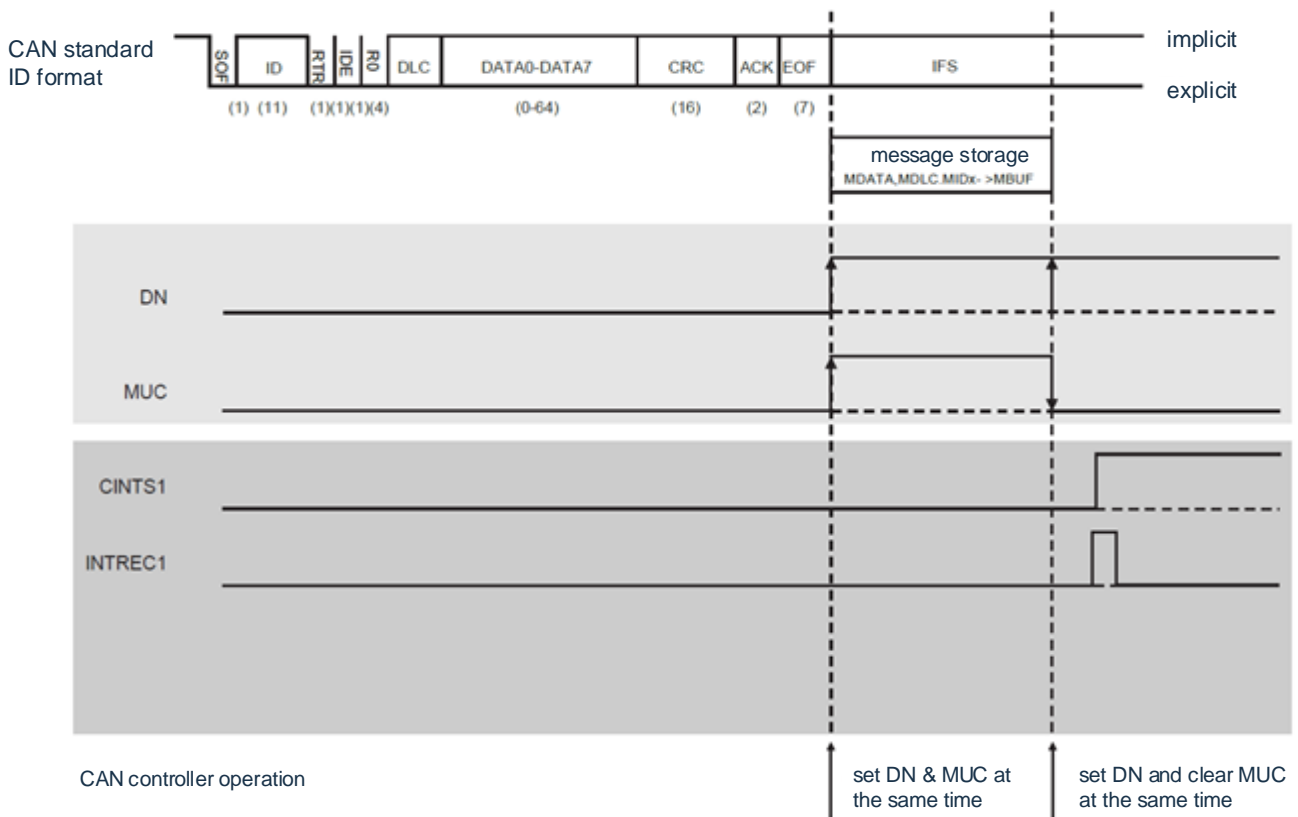 CAN standard
ID format
SOF ID RTR IDE R0 DLC DATA0-DATA7 CRC ACK EOF IFS
implicit
explicit
(1) (11) (1)(1)(1)(4) (0-64) (16) (2) (7)
message storage
MDATA,MDLC.MIDx- >MBUF
DN
MUC
CINTS1
INTREC1
CAN controller operation
set DN & MUC at
the same time
set DN and clear MUC
at the same time